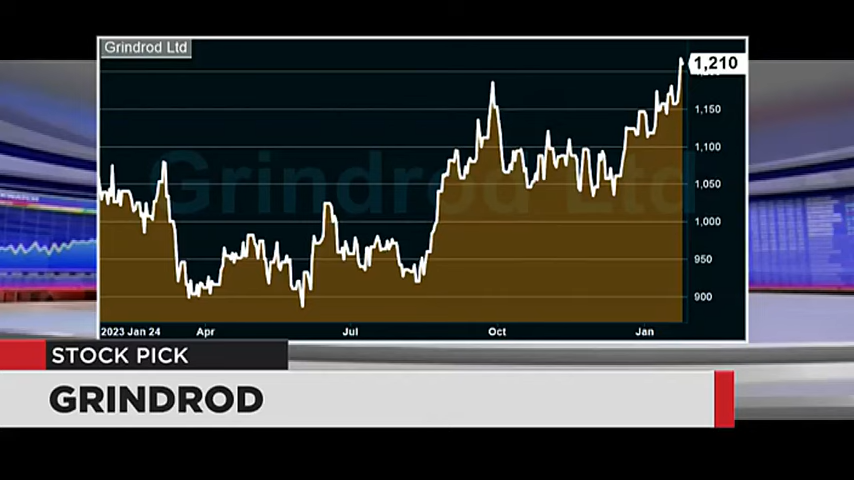 Grindrod Ltd
1,210
1,150
1,100
Grindrod Ltd
1,050
1,000
950
900
2023 Jan 24 Apr Jul Oct Jan
STOCK PICK
GRINDROD